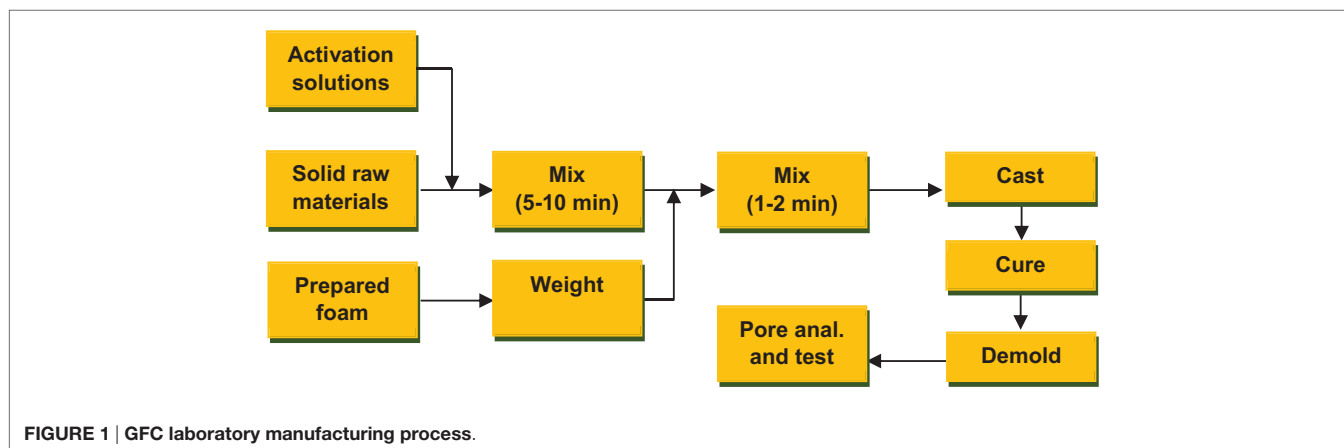 Activation
solutions
Solid raw
materials
Mix
(5-10 min)
Mix
(1-2 min)
Cast
Prepared
foam
Weight
Cure
Pore anal.
and test
Demold
FIGURE 1 | GFC laboratory manufacturing process.